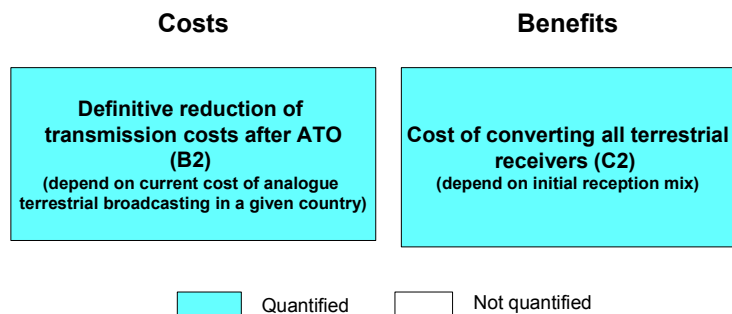 Costs
Benefits
Definitive reduction of
transmission costs after ATO
(B2)
(depend on current cost of analogue
terrestrial broadcasting in a given country)
Cost of converting all terrestrial
receivers (C2)
(depend on initial reception mix)
Quantified
Not quantified